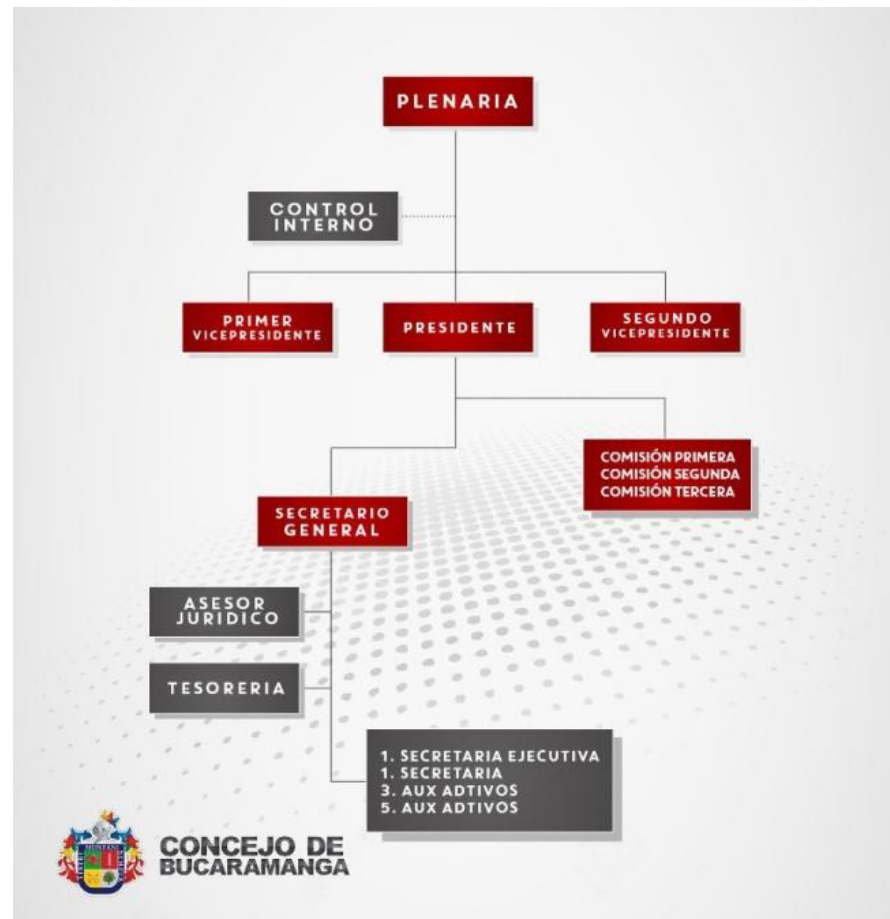 PLENARIA
CONTROL
INTERNO
PRIMER
VICEPRESIDENTE
PRESIDENTE
SEGUNDO
VICEPRESIDENTE
COMISIÓN PRIMERA
COMISIÓN SEGUNDA
COMISIÓN TERCERA
SECRETARIO
GENERAL
ASESOR
JURIDICO
TESORERIA
1. SECRETARIA EJECUTIVA
1. SECRETARIA
3. AUX ADTIVOS
5. AUX ADTIVOS
CONCEJO DE
BUCARAMANGA